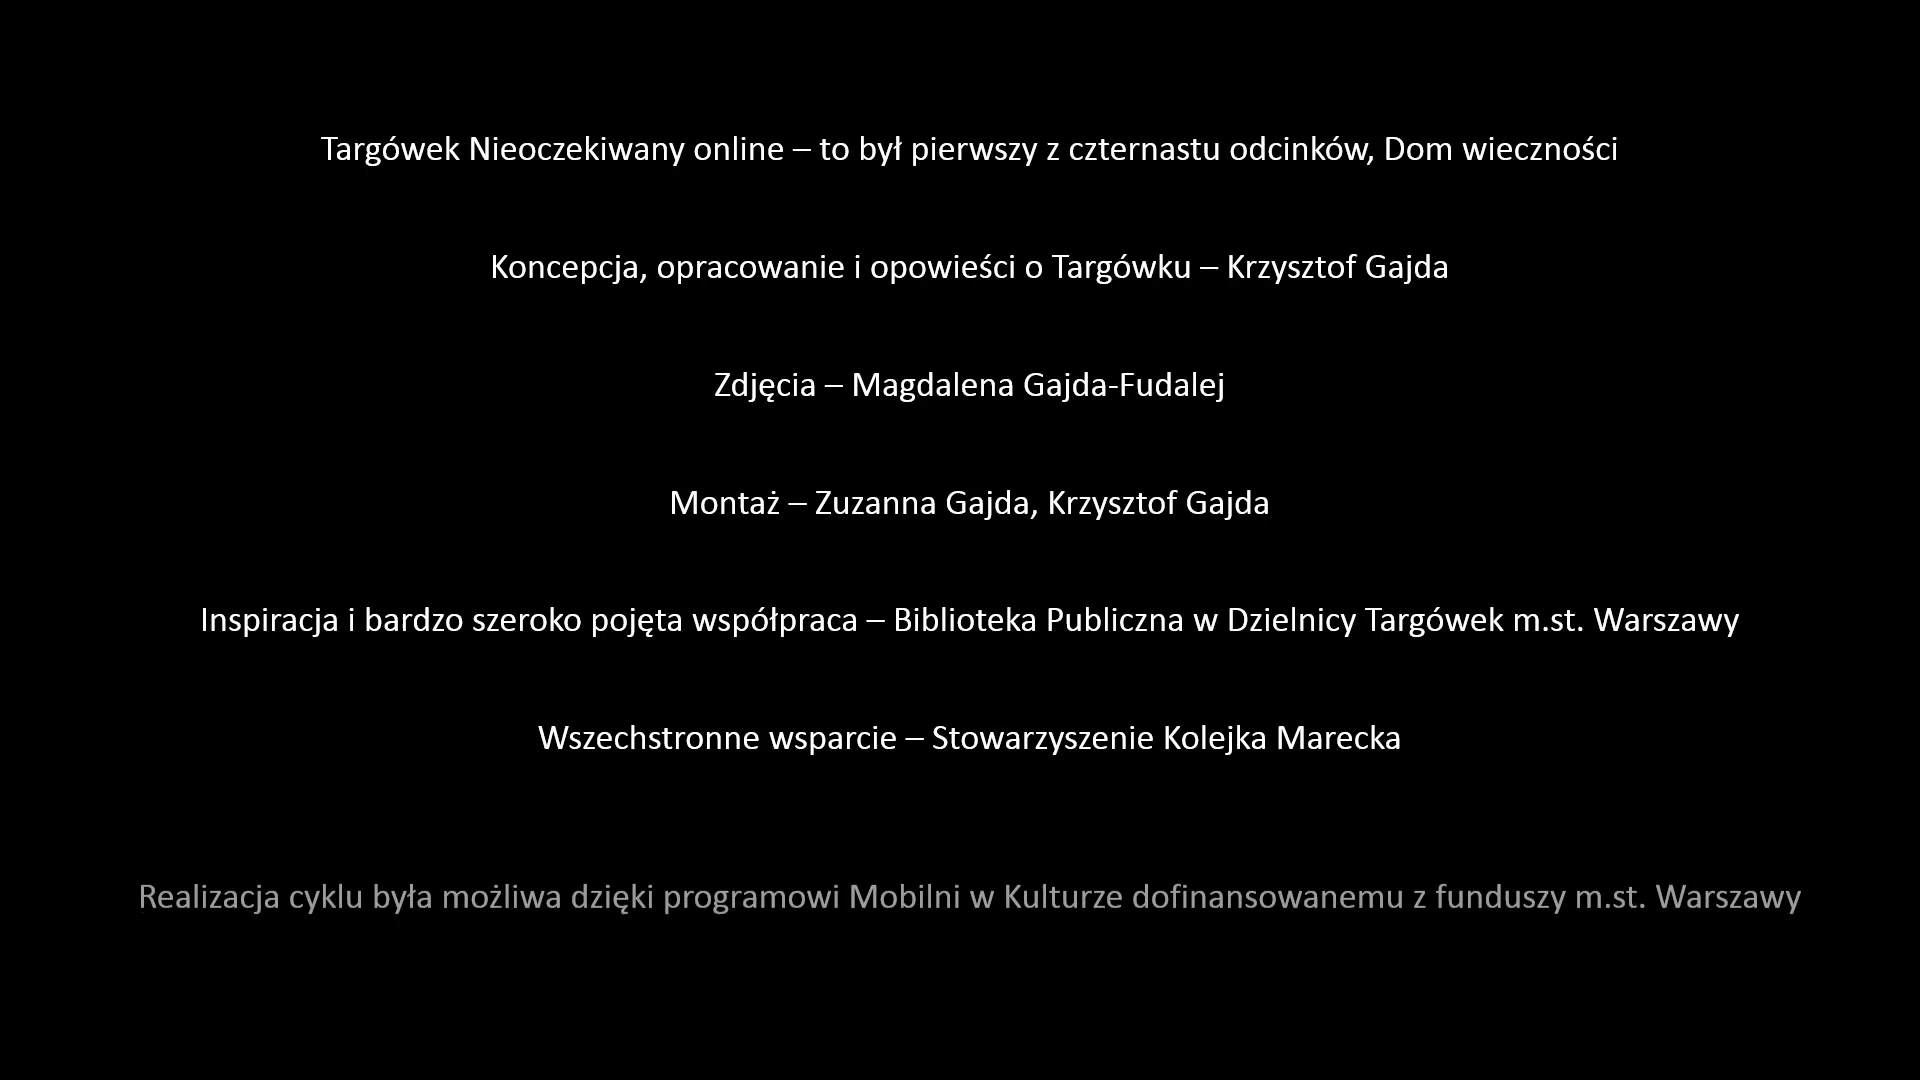 Targówek Nieoczekiwany online – to był pierwszy z czternastu odcinków, Dom wieczności
Koncepcja, opracowanie i opowieści o Targówku – Krzysztof Gajda
Zdjęcia – Magdalena Gajda-Fudalej
Montaż – Zuzanna Gajda, Krzysztof Gajda
Inspiracja i bardzo szeroko pojęta współpraca – Biblioteka Publiczna w Dzielnicy Targówek m.st. Warszawy
Wszechstronne wsparcie – Stowarzyszenie Kolejka Marecka
Realizacja cyklu była możliwa dzięki programowi Mobilni w Kulturze dofinansowanemu z funduszy m.st. Warszawy